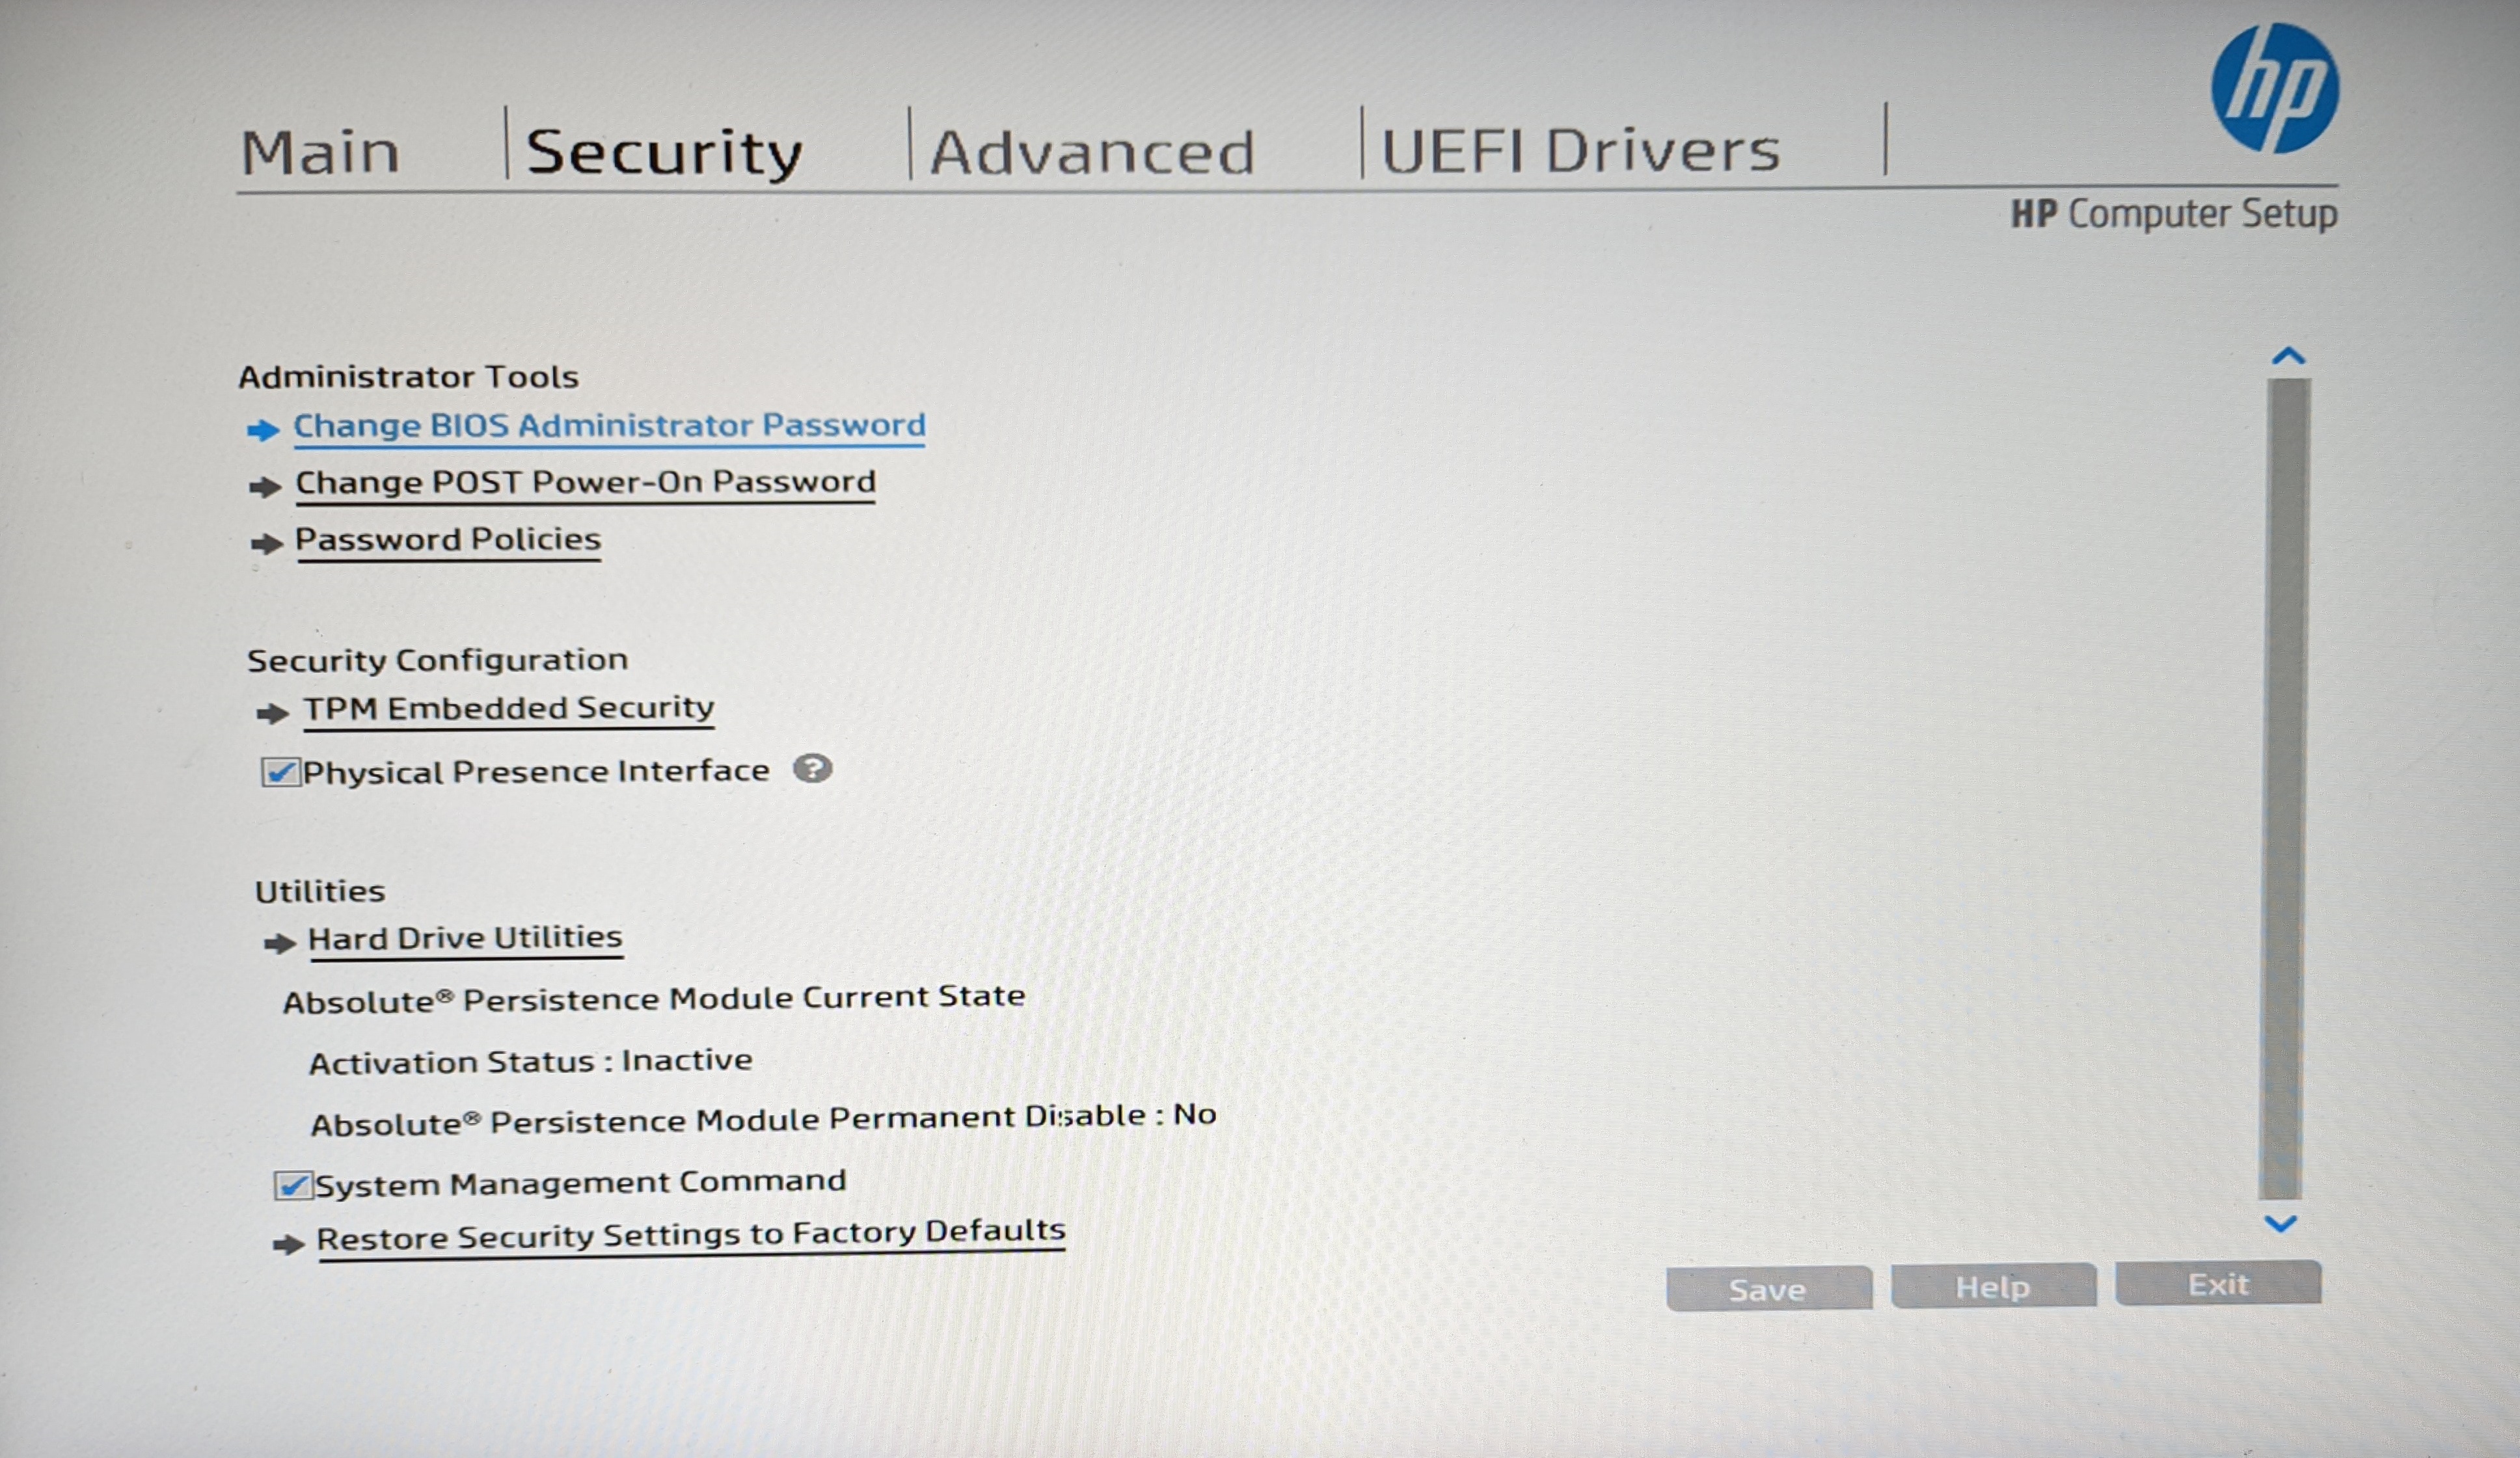 hp
Main Security Advanced UEFI Drivers
HP Computer Setup
Administrator Tools
Change BIOS Administrator Password
Change POST Power-On Password
Password Policies
Security Configuration
TPM Embedded Security
Physical Presence Interface ?
Utilities
Hard Drive Utilities
Absolute® Persistence Module Current State
Activation Status : Inactive
Absolute® Persistence Module Permanent Disable : No
System Management Command
Restore Security Settings to Factory Defaults
Save Help Exit